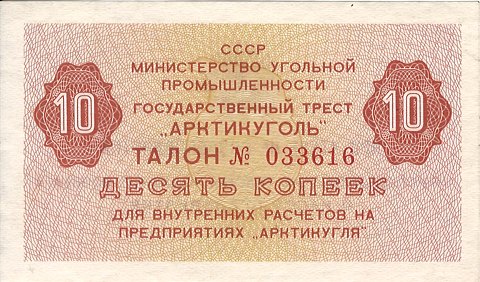 СССР
МИНИСТЕРСТВО УГОЛЬНОЙ
ПРОМЫШЛЕННОСТИ
ГОСУДАРСТВЕННЫЙ ТРЕСТ
„АРКТИКУГОЛЬ"
10 ТАЛОН № 033616 10
ДЕСЯТЬ КОПЕЕК
ДЛЯ ВНУТРЕННИХ РАСЧЕТОВ НА
ПРЕДПРИЯТИЯХ „АРКТИКУГЛЯ"